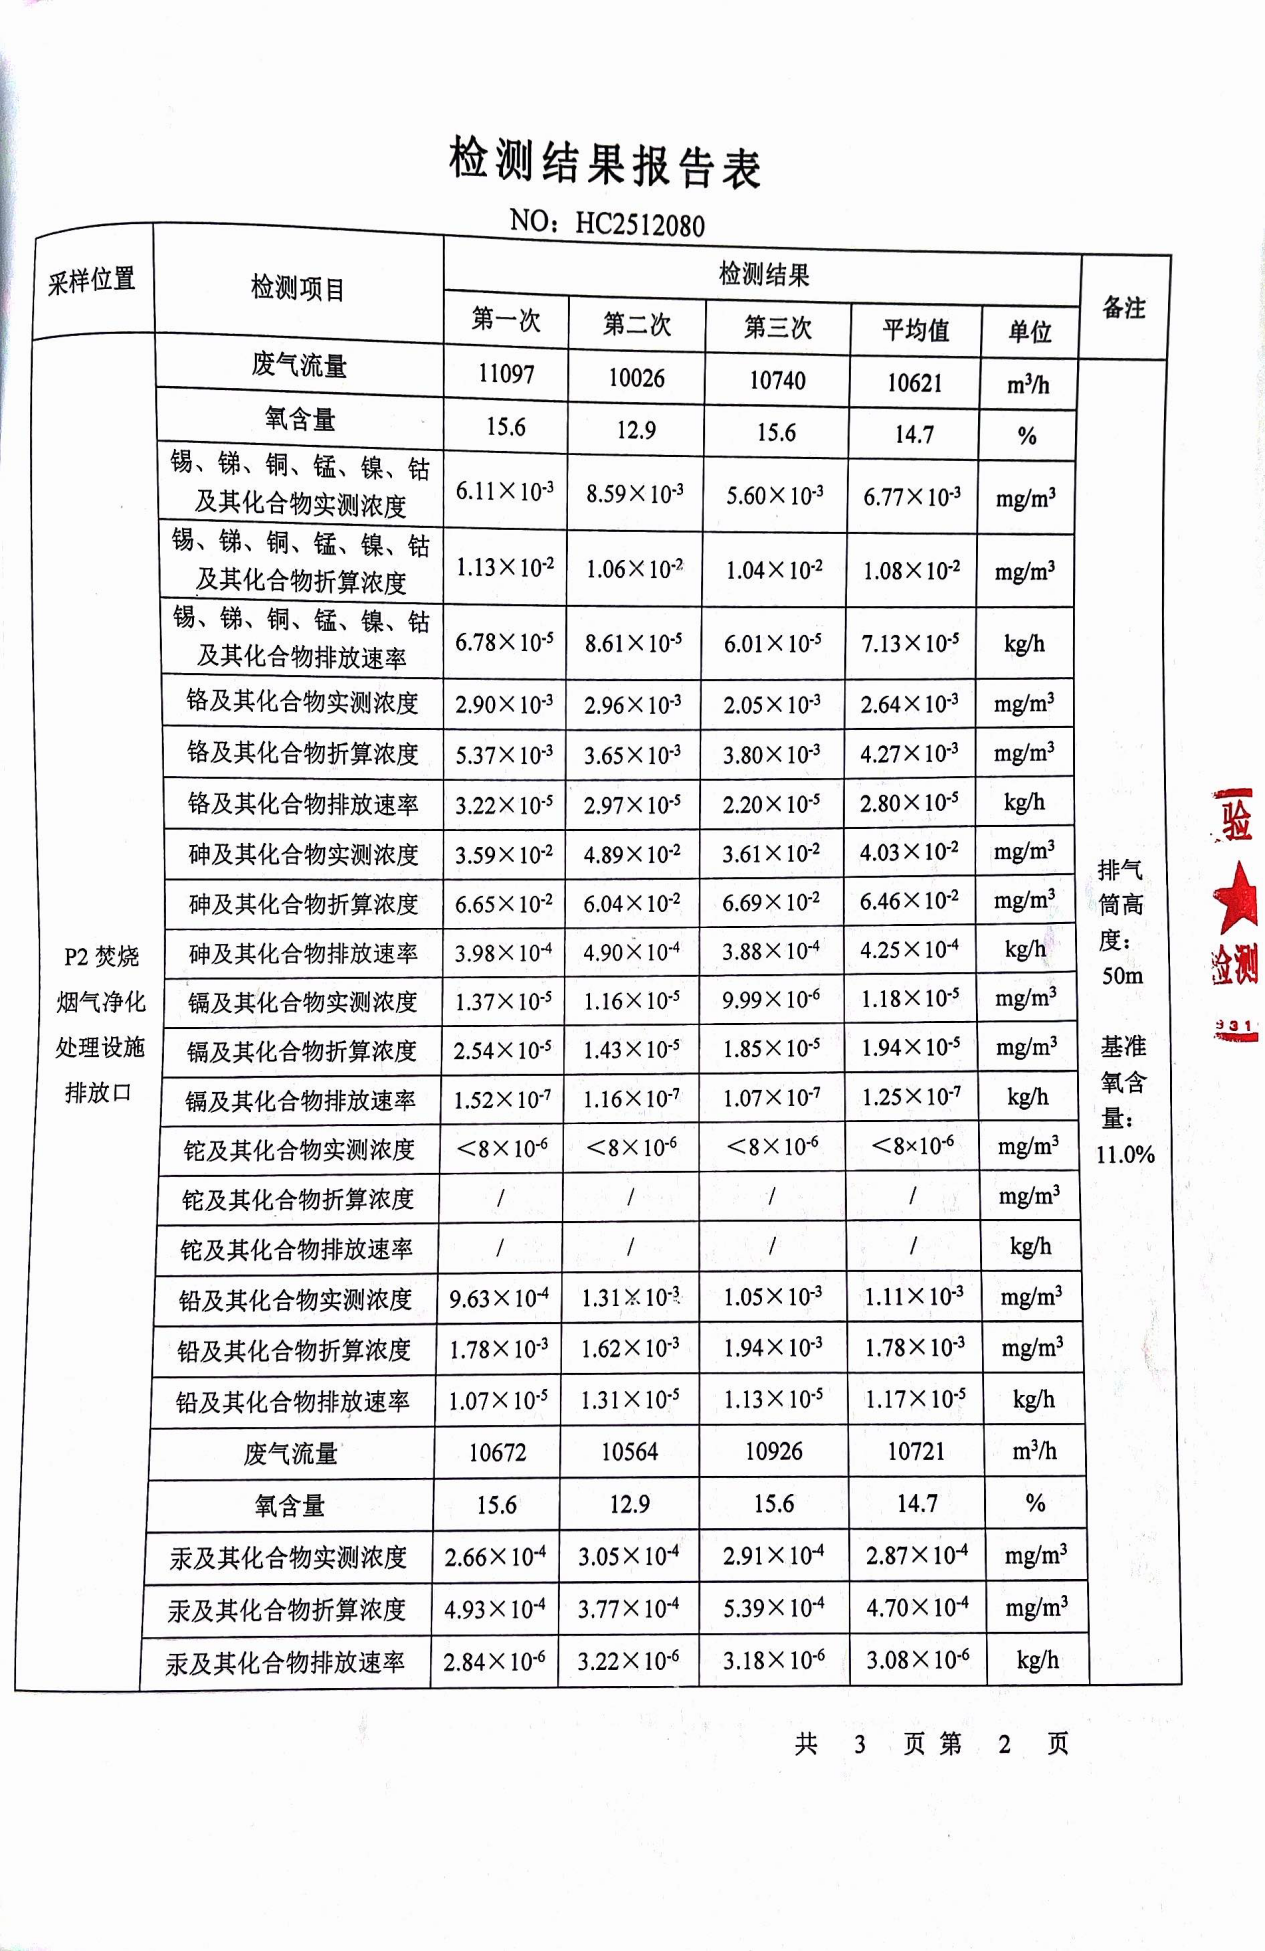 检测结果报告表
NO：HC2512080
采样位置 检测项目 检测结果 备注
第一次 第二次 第三次 平均值 单位
废气流量 11097 10026 10740 10621 m³/h
氧含量 15.6 12.9 15.6 14.7 %
锡、锑、铜、锰、镍、钴
及其化合物实测浓度 6.11×10⁻³ 8.59×10⁻³ 5.60×10⁻³ 6.77×10⁻³ mg/m³
锡、锑、铜、锰、镍、钴
及其化合物折算浓度 1.13×10⁻² 1.06×10⁻² 1.04×10⁻² 1.08×10⁻² mg/m³
锡、锑、铜、锰、镍、钴
及其化合物排放速率 6.78×10⁻⁵ 8.61×10⁻⁵ 6.01×10⁻⁵ 7.13×10⁻⁵ kg/h
铬及其化合物实测浓度 2.90×10⁻³ 2.96×10⁻³ 2.05×10⁻³ 2.64×10⁻³ mg/m³
铬及其化合物折算浓度 5.37×10⁻³ 3.65×10⁻³ 3.80×10⁻³ 4.27×10⁻³ mg/m³
铬及其化合物排放速率 3.22×10⁻⁵ 2.97×10⁻⁵ 2.20×10⁻⁵ 2.80×10⁻⁵ kg/h
砷及其化合物实测浓度 3.59×10⁻² 4.89×10⁻² 3.61×10⁻² 4.03×10⁻² mg/m³
砷及其化合物折算浓度 6.65×10⁻² 6.04×10⁻² 6.69×10⁻² 6.46×10⁻² mg/m³
砷及其化合物排放速率 3.98×10⁻⁴ 4.90×10⁻⁴ 3.88×10⁻⁴ 4.25×10⁻⁴ kg/h
镉及其化合物实测浓度 1.37×10⁻⁵ 1.16×10⁻⁵ 9.99×10⁻⁶ 1.18×10⁻⁵ mg/m³
镉及其化合物折算浓度 2.54×10⁻⁵ 1.43×10⁻⁵ 1.85×10⁻⁵ 1.94×10⁻⁵ mg/m³
镉及其化合物排放速率 1.52×10⁻⁷ 1.16×10⁻⁷ 1.07×10⁻⁷ 1.25×10⁻⁷ kg/h
铊及其化合物实测浓度 <8×10⁻⁶ <8×10⁻⁶ <8×10⁻⁶ <8×10⁻⁶ mg/m³
铊及其化合物折算浓度 / / / / mg/m³
铊及其化合物排放速率 / / / / kg/h
铅及其化合物实测浓度 9.63×10⁻⁴ 1.31×10⁻³ 1.05×10⁻³ 1.11×10⁻³ mg/m³
铅及其化合物折算浓度 1.78×10⁻³ 1.62×10⁻³ 1.94×10⁻³ 1.78×10⁻³ mg/m³
铅及其化合物排放速率 1.07×10⁻⁵ 1.31×10⁻⁵ 1.13×10⁻⁵ 1.17×10⁻⁵ kg/h
废气流量 10672 10564 10926 10721 m³/h
氧含量 15.6 12.9 15.6 14.7 %
汞及其化合物实测浓度 2.66×10⁻⁴ 3.05×10⁻⁴ 2.91×10⁻⁴ 2.87×10⁻⁴ mg/m³
汞及其化合物折算浓度 4.93×10⁻⁴ 3.77×10⁻⁴ 5.39×10⁻⁴ 4.70×10⁻⁴ mg/m³
汞及其化合物排放速率 2.84×10⁻⁶ 3.22×10⁻⁶ 3.18×10⁻⁶ 3.08×10⁻⁶ kg/h
P2 焚烧
烟气净化
处理设施
排放口
排气
筒高
度：
50m
基准
氧含
量：
11.0%
验
检测
931
共 3 页 第 2 页